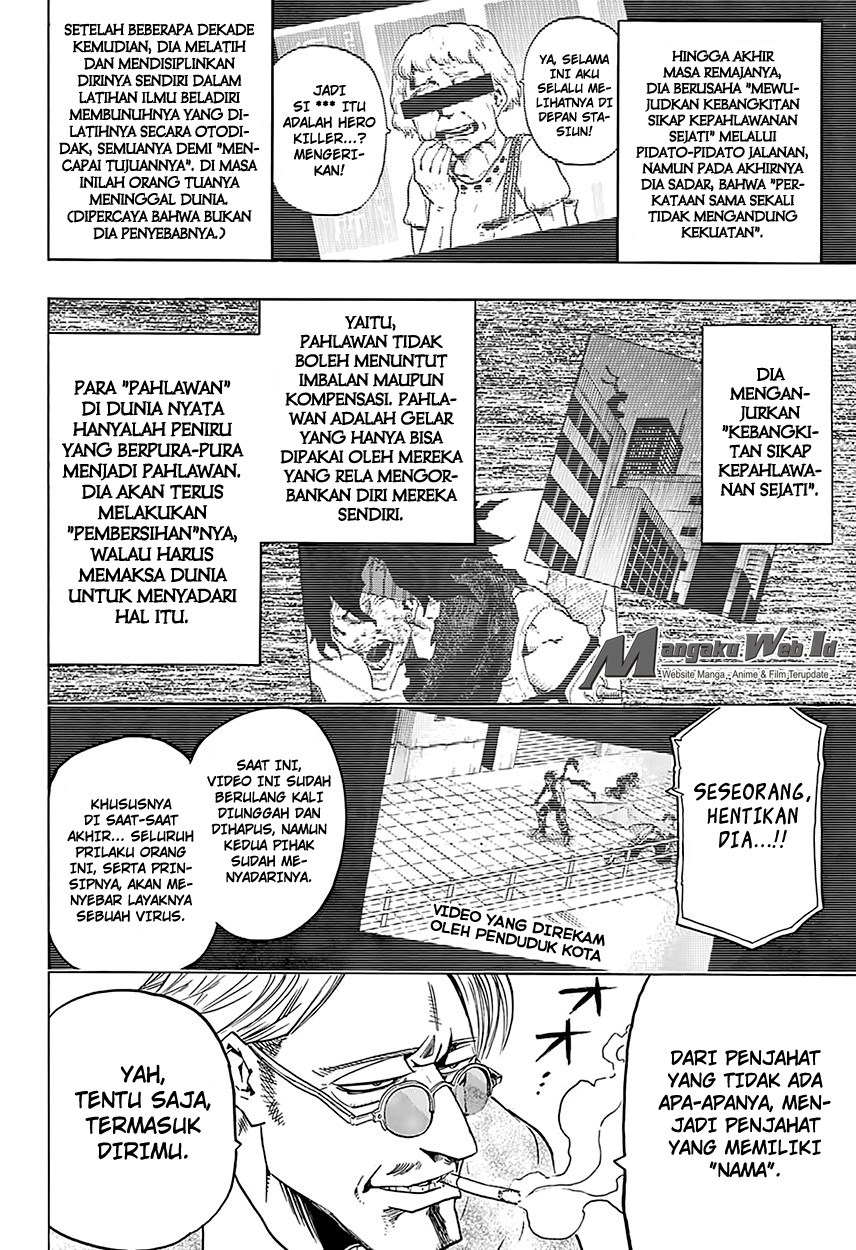 HINGGA AKHIR
MASA REMAJANYA,
DIA BERUSAHA "MEWU-
JUDKAN KEBANGKITAN
SIKAP KEPAHLAWANAN
SEJATI" MELALUI
PIDATO-PIDATO JALANAN,
NAMUN PADA AKHIRNYA
DIA SADAR, BAHWA "PER-
KATAAN SAMA SEKALI
TIDAK MENGANDUNG
KEKUATAN".
YA, SELAMA
INI AKU
SELALU ME-
LIHATNYA DI
DEPAN STA-
SIUN!
JADI
SI *** ITU
ADALAH HERO
KILLER...?
MENGERI-
KAN!
SETELAH BEBERAPA DEKADE
KEMUDIAN, DIA MELATIH
DAN MENDISIPLINKAN
DIRINYA SENDIRI DALAM
LATIHAN ILMU BELADIRI
MEMBUNUHNYA YANG DI-
LATIHNYA SECARA OTODI-
DAK, SEMUANYA DEMI "MEN-
CAPAI TUJUANNYA". DI MASA
INILAH ORANG TUANYA
MENINGGAL DUNIA.
(DIPERCAYA BAHWA BUKAN
DIA PENYEBABNYA.)
DIA
MENGAN-
JURKAN
"KEBANGKI-
TAN SIKAP
KEPAHLAWA-
NAN SEJATI".
YAITU,
PAHLAWAN TIDAK
BOLEH MENUNTUT
IMBALAN MAUPUN
KOMPENSASI. PAHLA-
WAN ADALAH GELAR
YANG HANYA BISA
DIPAKAI OLEH MEREKA
YANG RELA MENGOR-
BANKAN DIRI MEREKA
SENDIRI.
PARA "PAHLAWAN"
DI DUNIA NYATA
HANYALAH PENIRU
YANG BERPURA-PURA
MENJADI PAHLAWAN.
DIA AKAN TERUS
MELAKUKAN
"PEMBERSIHAN"NYA,
WALAU HARUS
MEMAKSA DUNIA
UNTUK MENYADARI
HAL ITU.
Mangaku Web Id
Website Manga - Anime & Film Terupdate
SESEORANG,
HENTIKAN
DIA...!!
VIDEO YANG DIREKAM
OLEH PENDUDUK KOTA
SAAT INI,
VIDEO INI SUDAH
BERULANG KALI
DIUNGGAH DAN
DIHAPUS, NAMUN
KEDUA PIHAK
SUDAH ME-
NYADARINYA.
KHUSUSNYA
DI SAAT-SAAT
AKHIR... SELURUH
PRILAKU ORANG
INI, SERTA PRIN-
SIPNYA, AKAN ME-
NYEBAR LAYAKNYA
SEBUAH VIRUS.
DARI PENJAHAT
YANG TIDAK ADA
APA-APANYA, MEN-
JADI PENJAHAT
YANG MEMILIKI
"NAMA".
YAH,
TENTU SAJA,
TERMASUK
DIRIMU.